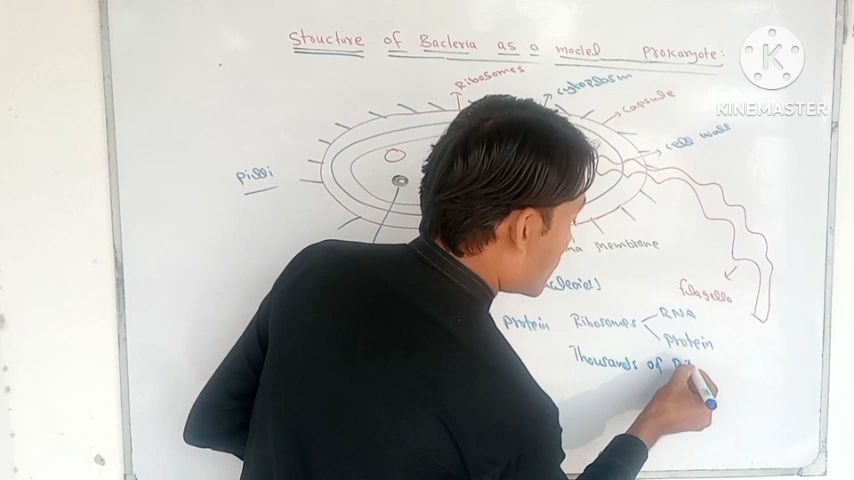 Structure of Bacteria as a model Prokaryote:
KINEMASTER
Ribosomes
cytoplasm
capsule
cell wall
Pilli
membrane
flagella
Protein Ribosomes RNA
Protein
Thousands of